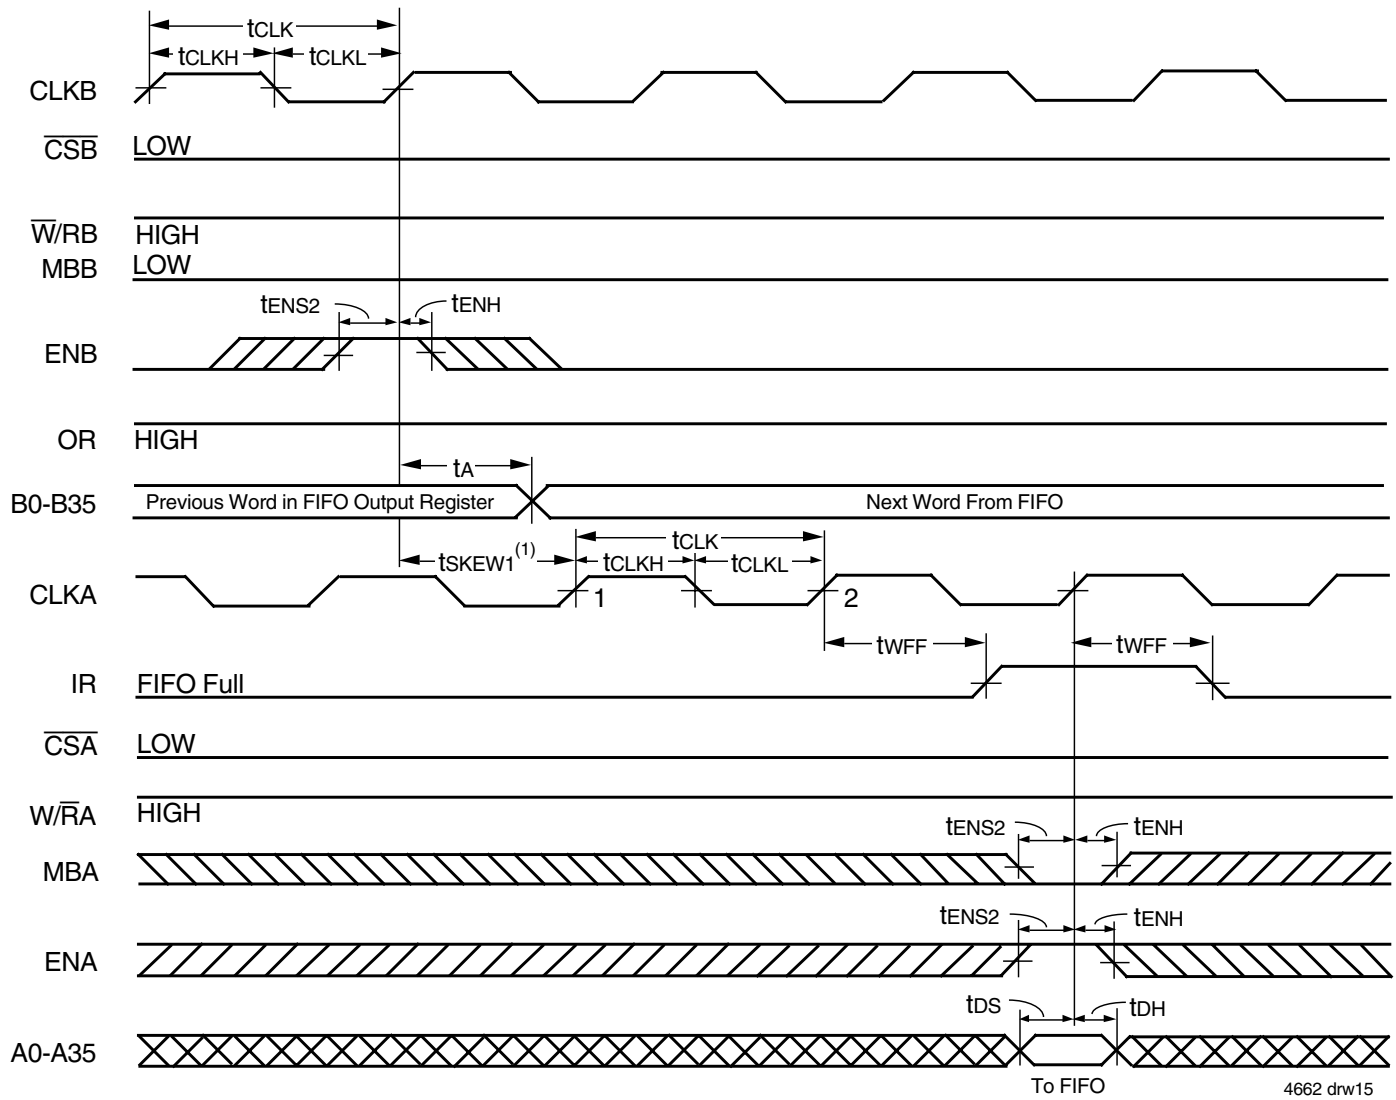 tCLK
tCLKH tCLKL
CLKB
CSB LOW
W/RB HIGH
MBB LOW
tENS2 tENH
ENB
OR HIGH
tA
B0-B35 Previous Word in FIFO Output Register Next Word From FIFO
tCLK
tSKEW1(1) tCLKH tCLKL
CLKA 1 2
tWFF tWFF
IR FIFO Full
CSA LOW
W/RA HIGH
tENS2 tENH
MBA
tENS2 tENH
ENA
tDS tDH
A0-A35
To FIFO
4662 drw15